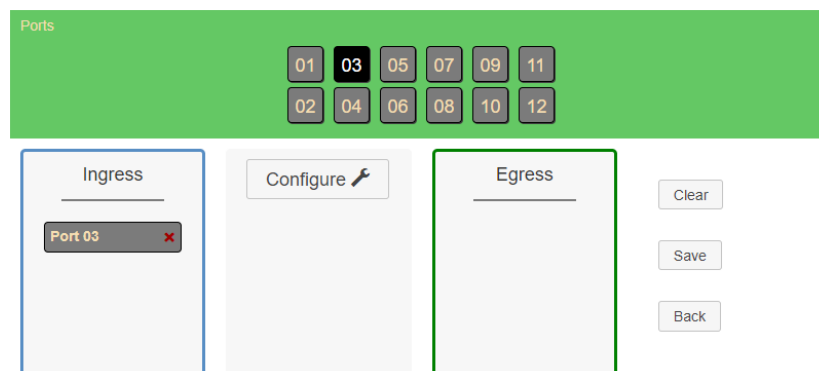 Ports
01 03 05 07 09 11
02 04 06 08 10 12
Ingress
Configure
Egress
Port 03
Clear
Save
Back